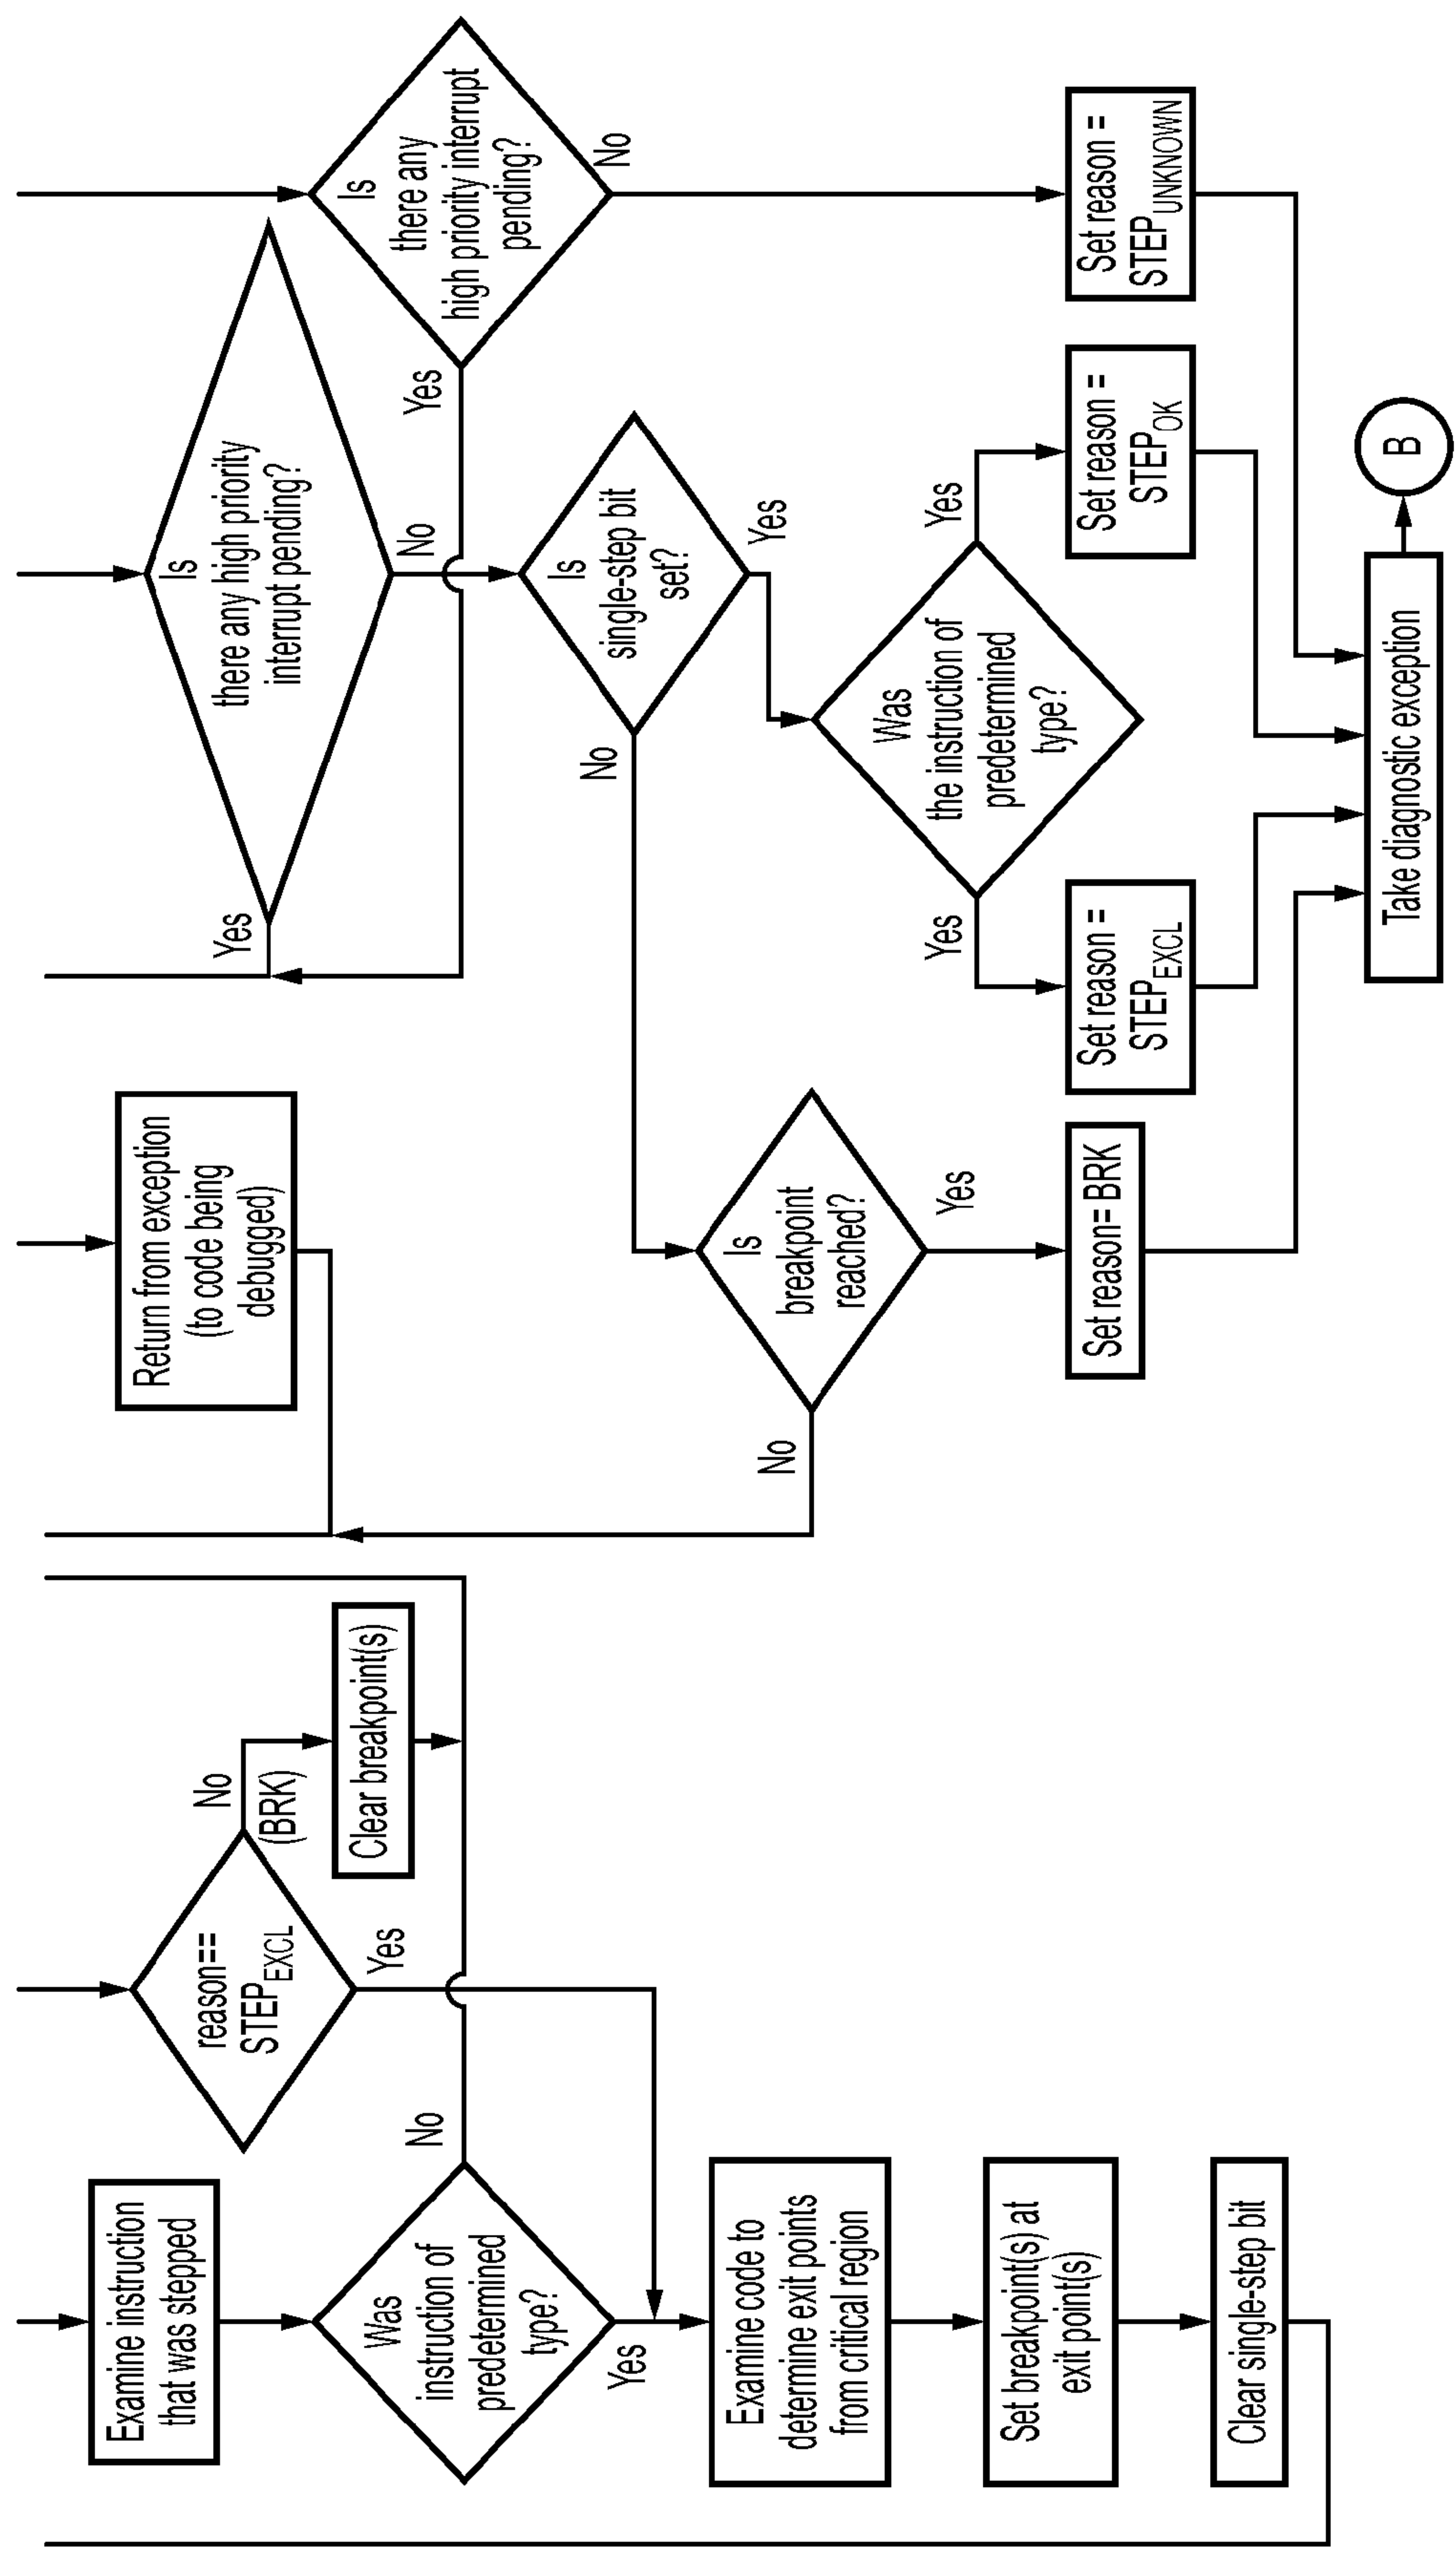 Examine instruction
that was stepped
Was
instruction of
predetermined
type?
No
Yes
Examine code to
determine exit points
from critical region
Set breakpoint(s) at
exit point(s)
Clear single-step bit
reason==
STEPEXCL
No
(BRK)
Yes
Clear breakpoint(s)
Return from exception
(to code being
debugged)
Is
there any high priority
interrupt pending?
Yes
No
Is
there any
high priority interrupt
pending?
Yes
No
Is
single-step bit
set?
No
Yes
Is
breakpoint
reached?
No
Yes
Was
the instruction of
predetermined
type?
Yes
Yes
Set reason= BRK
Set reason =
STEPEXCL
Set reason =
STEPOK
Set reason =
STEPUNKNOWN
Take diagnostic exception
B